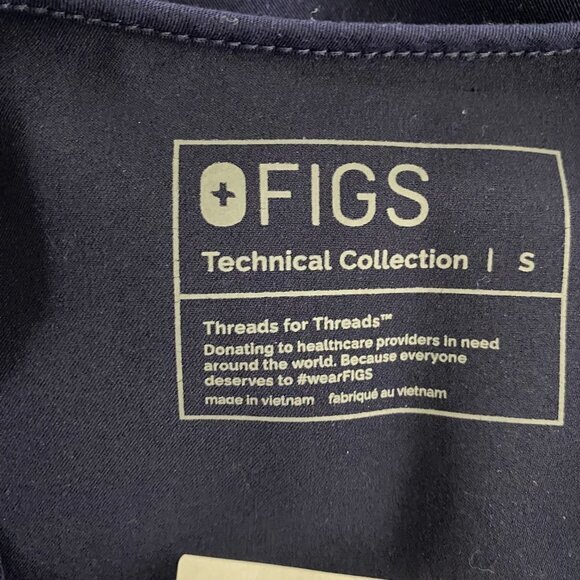 FIGS
Technical Collection | S
Threads for Threads™
Donating to healthcare providers in need
around the world. Because everyone
deserves to #wearFIGS
made in vietnam fabriqué au vietnam